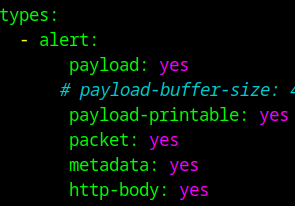 types:
- alert:
payload: yes
# payload-buffer-size: 4
payload-printable: yes
packet: yes
metadata: yes
http-body: yes